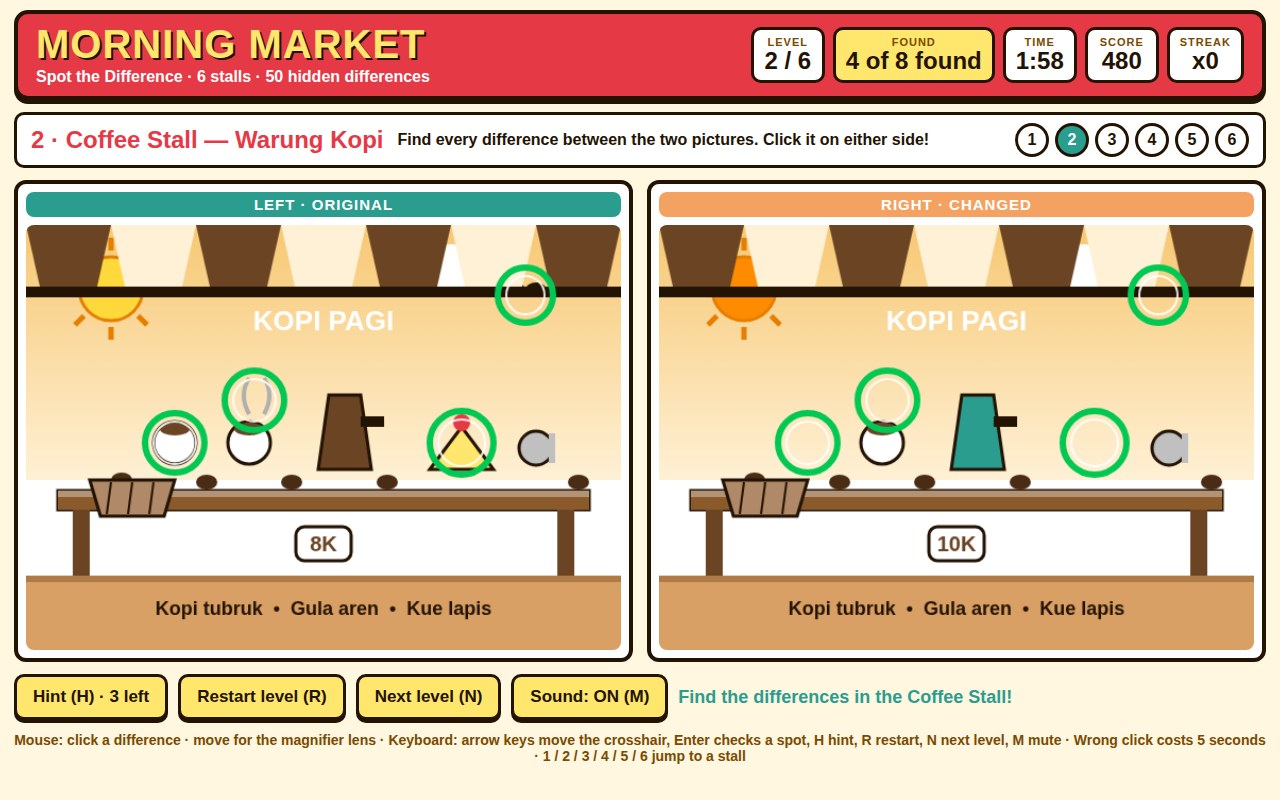 MORNING MARKET
Spot the Difference · 6 stalls · 50 hidden differences
LEVEL
2 / 6
FOUND
4 of 8 found
TIME
1:58
SCORE
480
STREAK
x0
2 · Coffee Stall — Warung Kopi
Find every difference between the two pictures. Click it on either side!
1 2 3 4 5 6
LEFT · ORIGINAL
KOPI PAGI
8K
Kopi tubruk • Gula aren • Kue lapis
RIGHT · CHANGED
KOPI PAGI
10K
Kopi tubruk • Gula aren • Kue lapis
Hint (H) · 3 left
Restart level (R)
Next level (N)
Sound: ON (M)
Find the differences in the Coffee Stall!
Mouse: click a difference · move for the magnifier lens · Keyboard: arrow keys move the crosshair, Enter checks a spot, H hint, R restart, N next level, M mute · Wrong click costs 5 seconds
· 1 / 2 / 3 / 4 / 5 / 6 jump to a stall